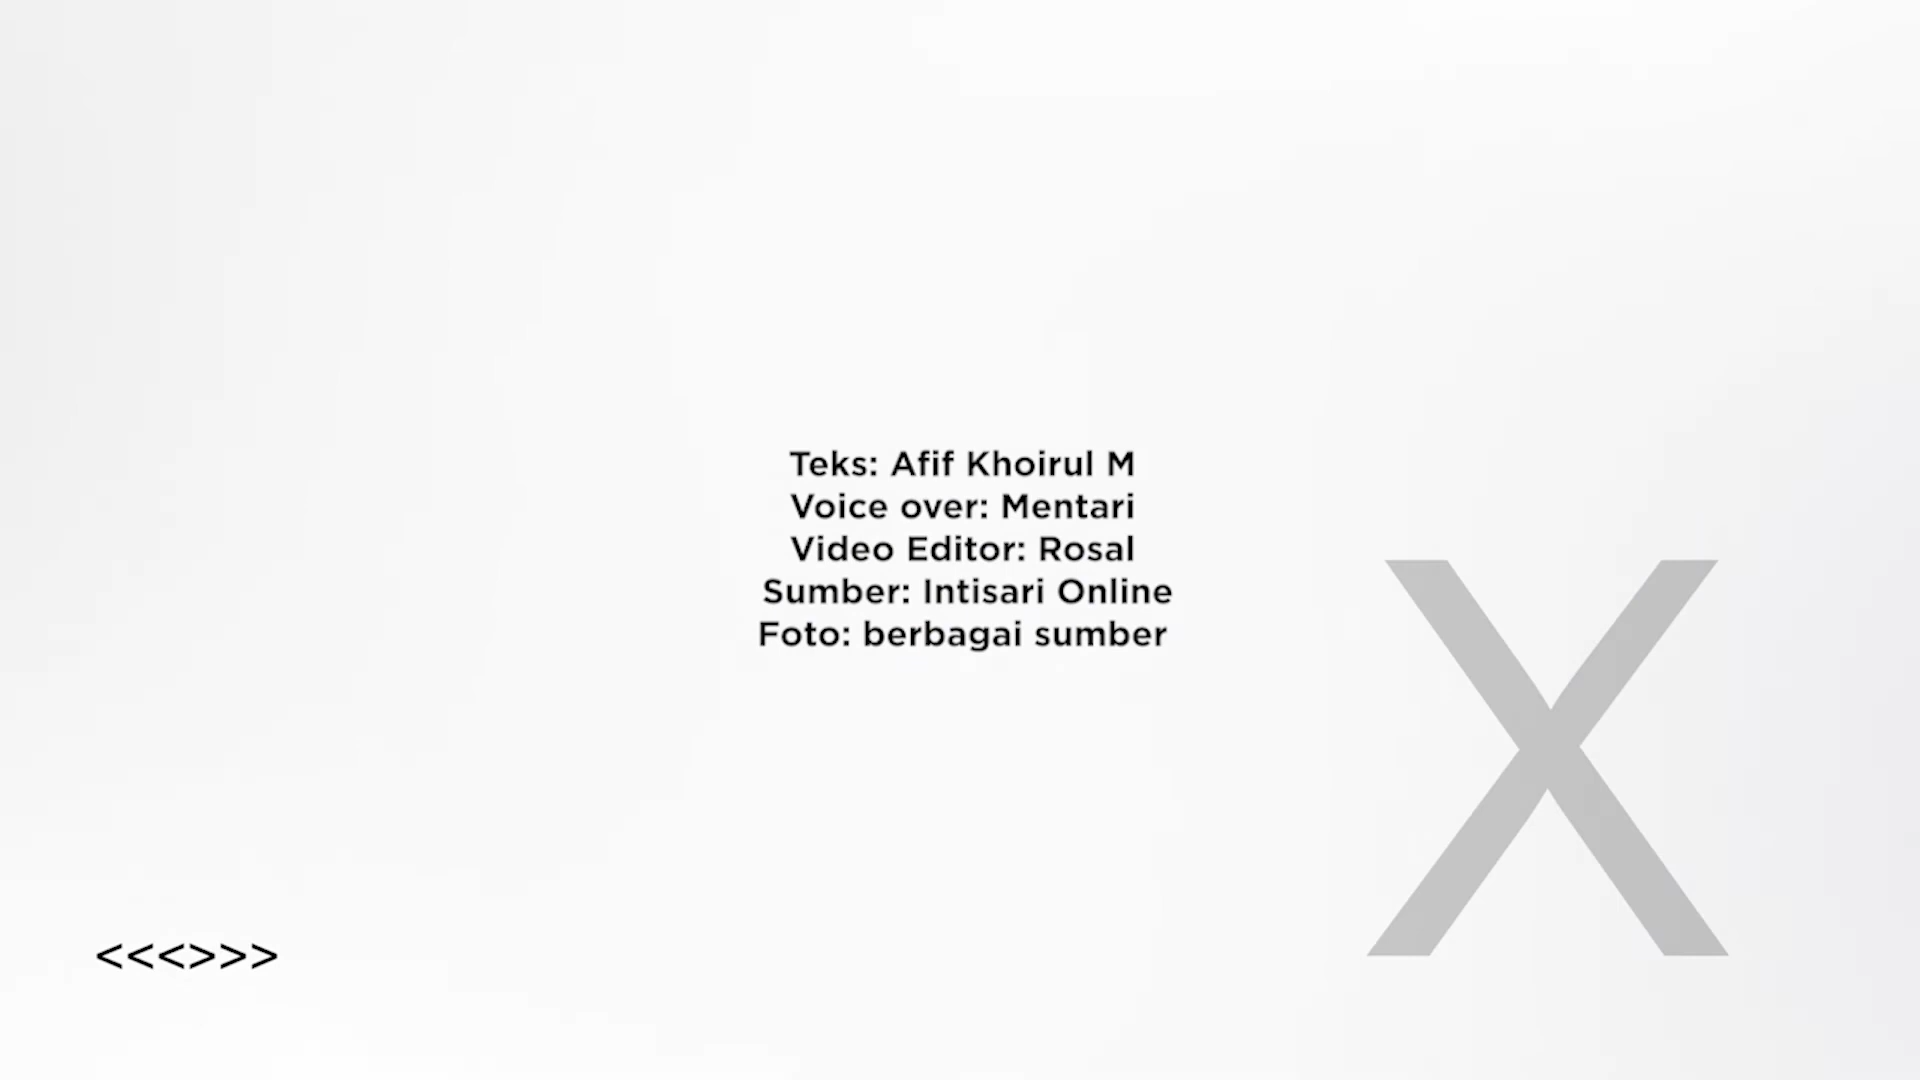 Teks: Afif Khoirul M
Voice over: Mentari
Video Editor: Rosal
Sumber: Intisari Online
Foto: berbagai sumber
X
<<<>>>